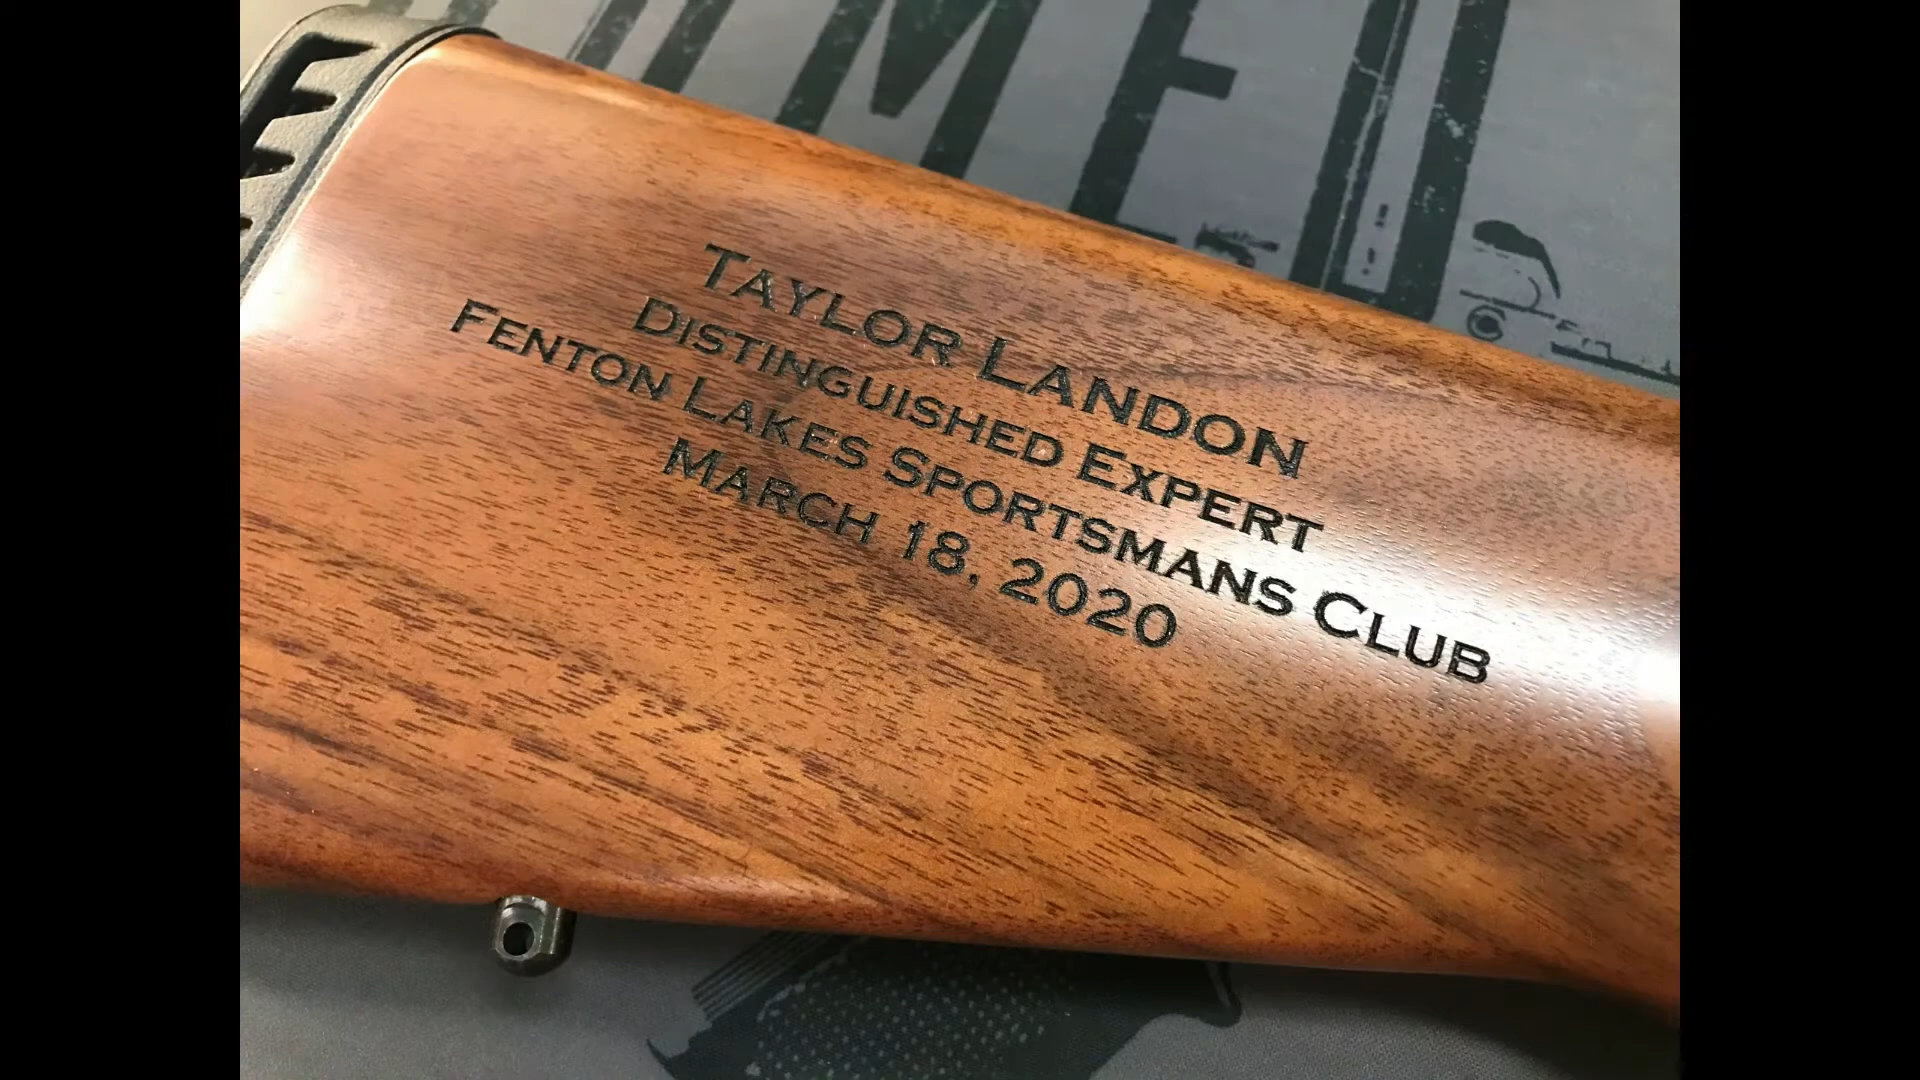 TAYLOR LANDON
DISTINGUISHED EXPERT
FENTON LAKES SPORTSMANS CLUB
MARCH 18, 2020